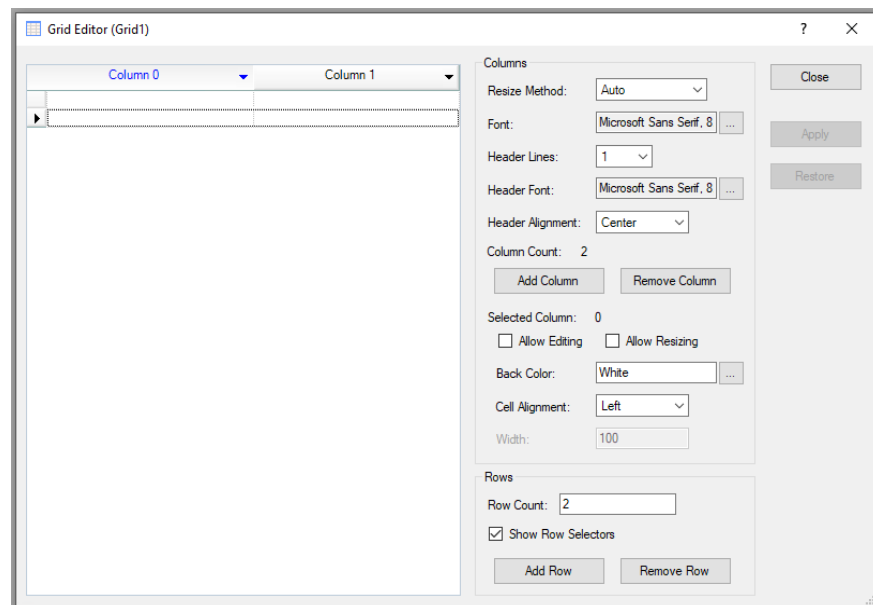 Grid Editor (Grid1)
?
Column 0
Column 1
Columns
Resize Method: Auto
Font: Microsoft Sans Serif, 8 ...
Header Lines: 1
Header Font: Microsoft Sans Serif, 8 ...
Header Alignment: Center
Column Count: 2
Add Column Remove Column
Selected Column: 0
Allow Editing Allow Resizing
Back Color: White ...
Cell Alignment: Left
Width: 100
Rows
Row Count: 2
Show Row Selectors
Add Row Remove Row
Close
Apply
Restore